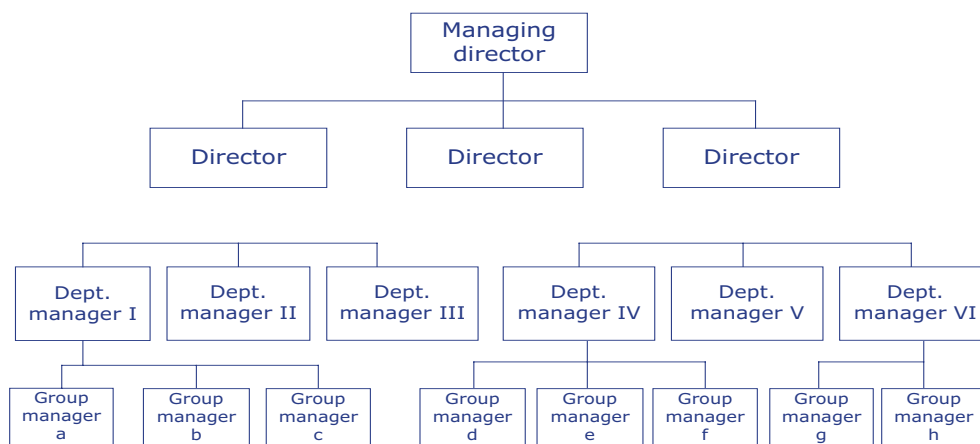 Managing
director
Director
Director
Director
Dept.
manager I
Dept.
manager II
Dept.
manager III
Dept.
manager IV
Dept.
manager V
Dept.
manager VI
Group
manager
a
Group
manager
b
Group
manager
c
Group
manager
d
Group
manager
e
Group
manager
f
Group
manager
g
Group
manager
h